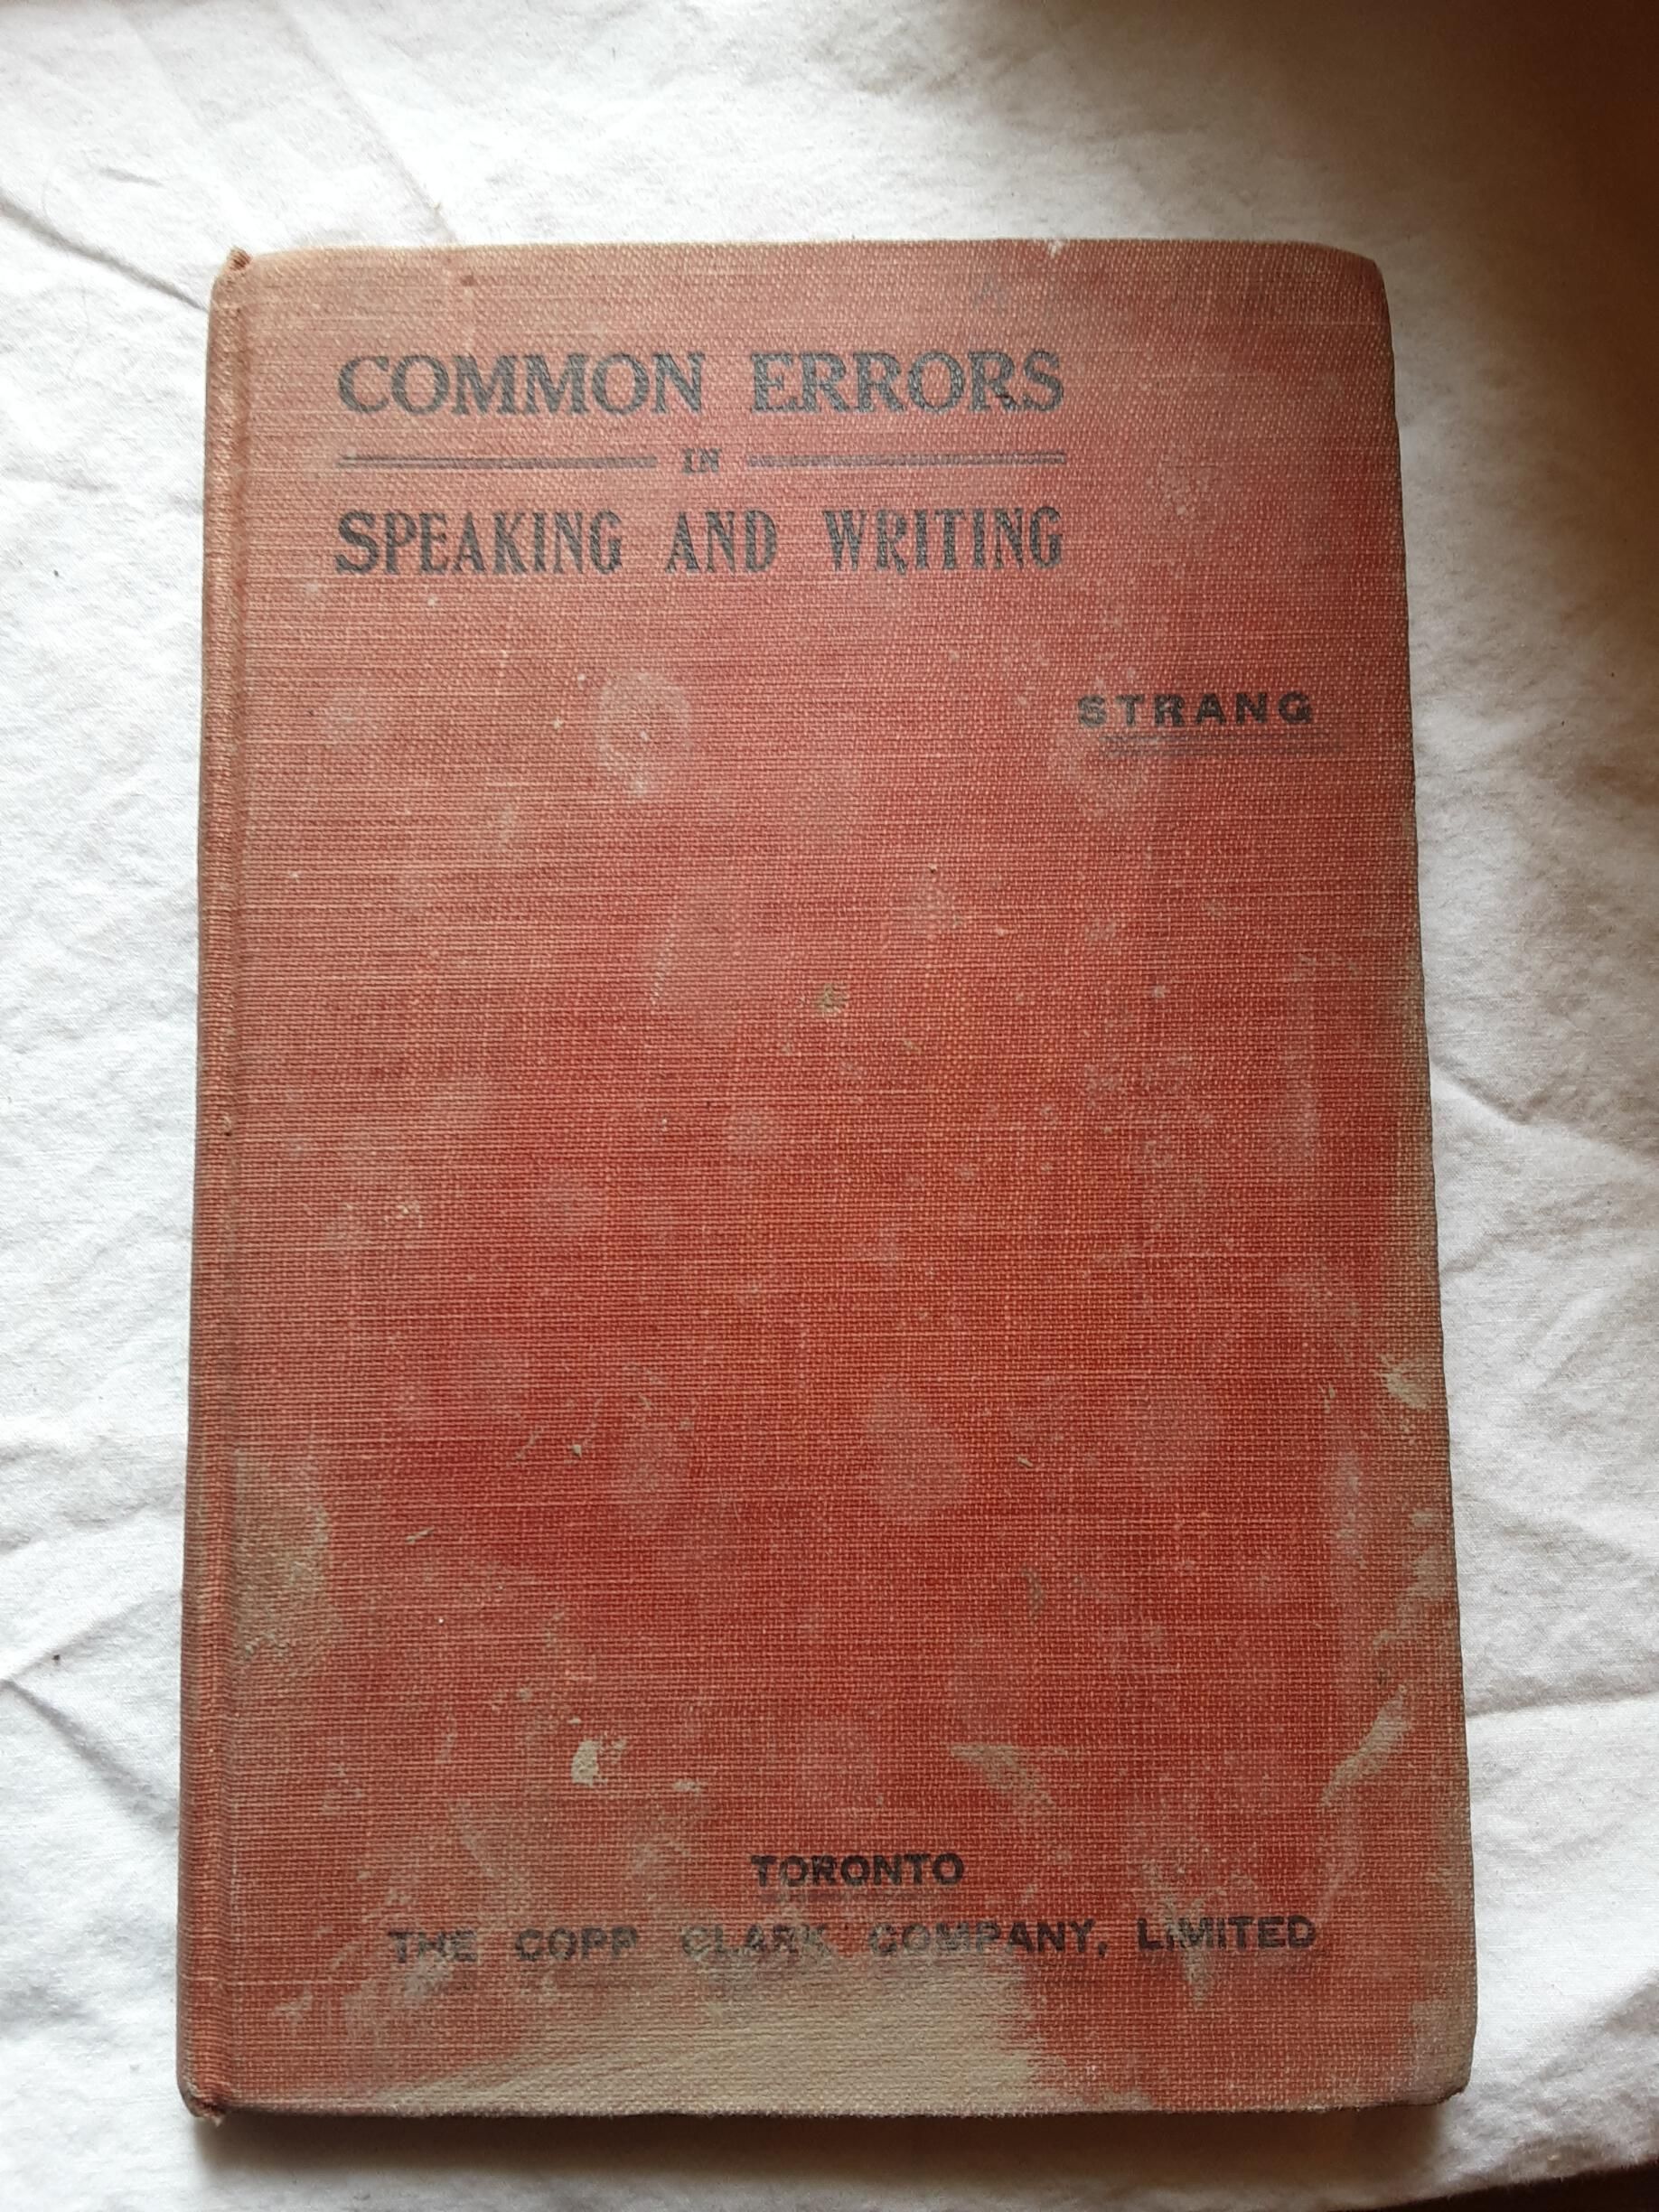 COMMON ERRORS
IN
SPEAKING AND WRITING
STRANG
TORONTO
THE COPP CLARK COMPANY, LIMITED